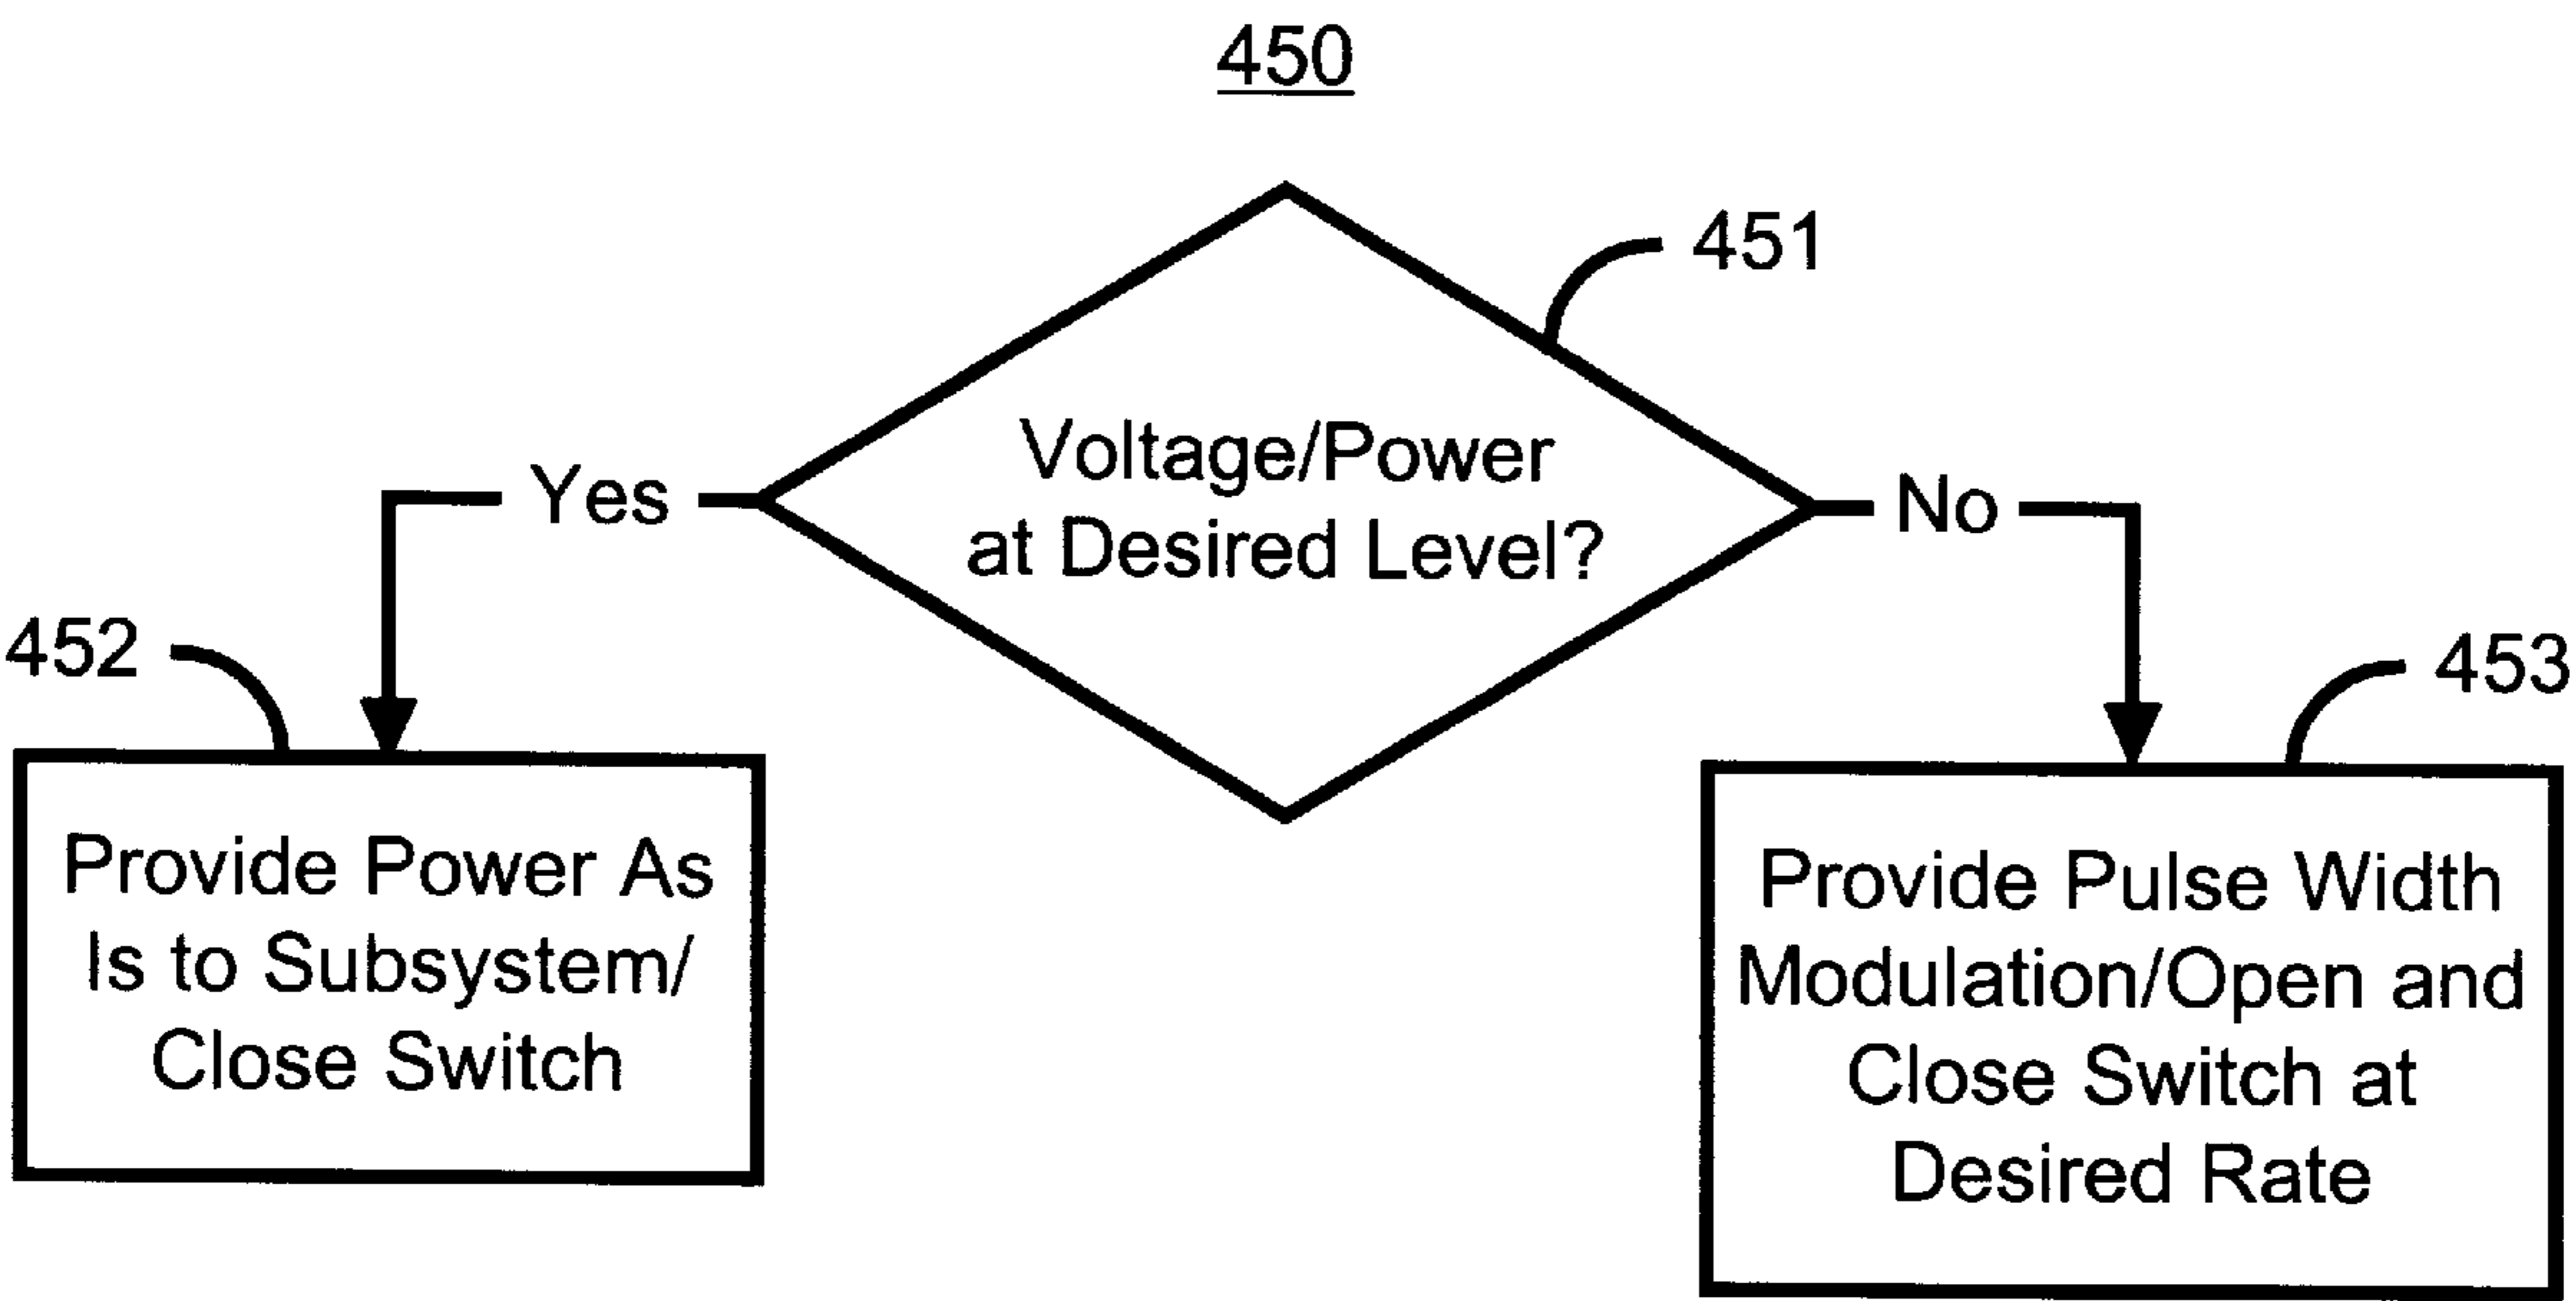 450
451
Voltage/Power
at Desired Level?
Yes
No
452
453
Provide Power As
Is to Subsystem/
Close Switch
Provide Pulse Width
Modulation/Open and
Close Switch at
Desired Rate